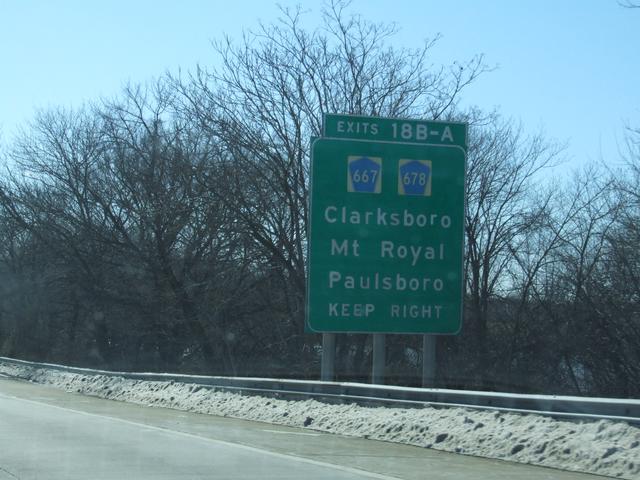 EXITS 18B-A
667 678
Clarksboro
Mt Royal
Paulsboro
KEEP RIGHT